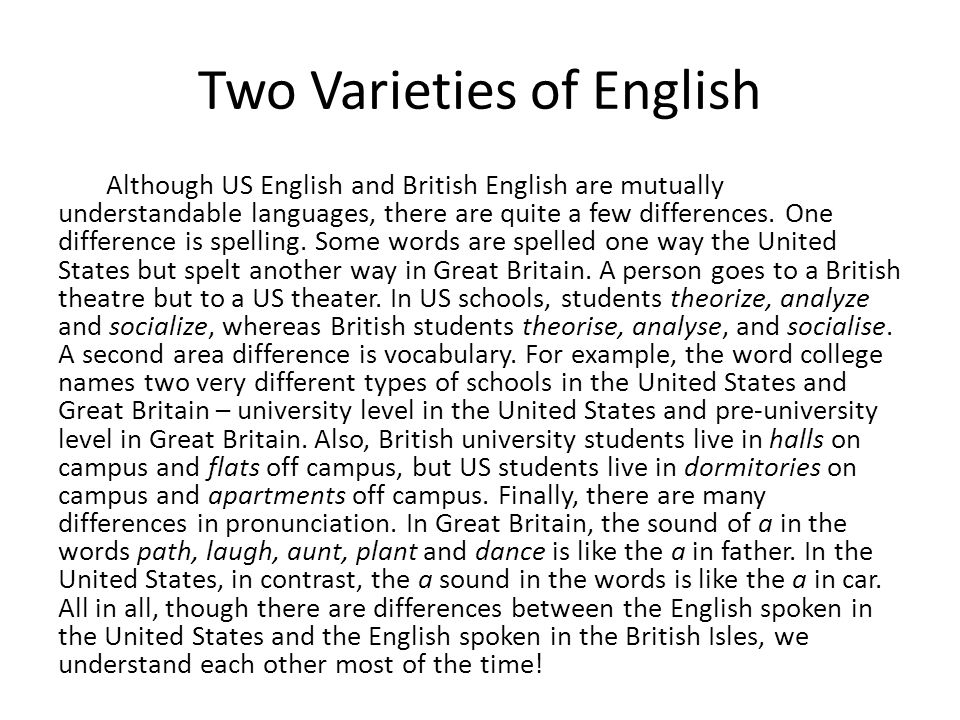 Two Varieties of English
Although US English and British English are mutually
understandable languages, there are quite a few differences. One
difference is spelling. Some words are spelled one way the United
States but spelt another way in Great Britain. A person goes to a British
theatre but to a US theater. In US schools, students theorize, analyze
and socialize, whereas British students theorise, analyse, and socialise.
A second area difference is vocabulary. For example, the word college
names two very different types of schools in the United States and
Great Britain – university level in the United States and pre-university
level in Great Britain. Also, British university students live in halls on
campus and flats off campus, but US students live in dormitories on
campus and apartments off campus. Finally, there are many
differences in pronunciation. In Great Britain, the sound of a in the
words path, laugh, aunt, plant and dance is like the a in father. In the
United States, in contrast, the a sound in the words is like the a in car.
All in all, though there are differences between the English spoken in
the United States and the English spoken in the British Isles, we
understand each other most of the time!